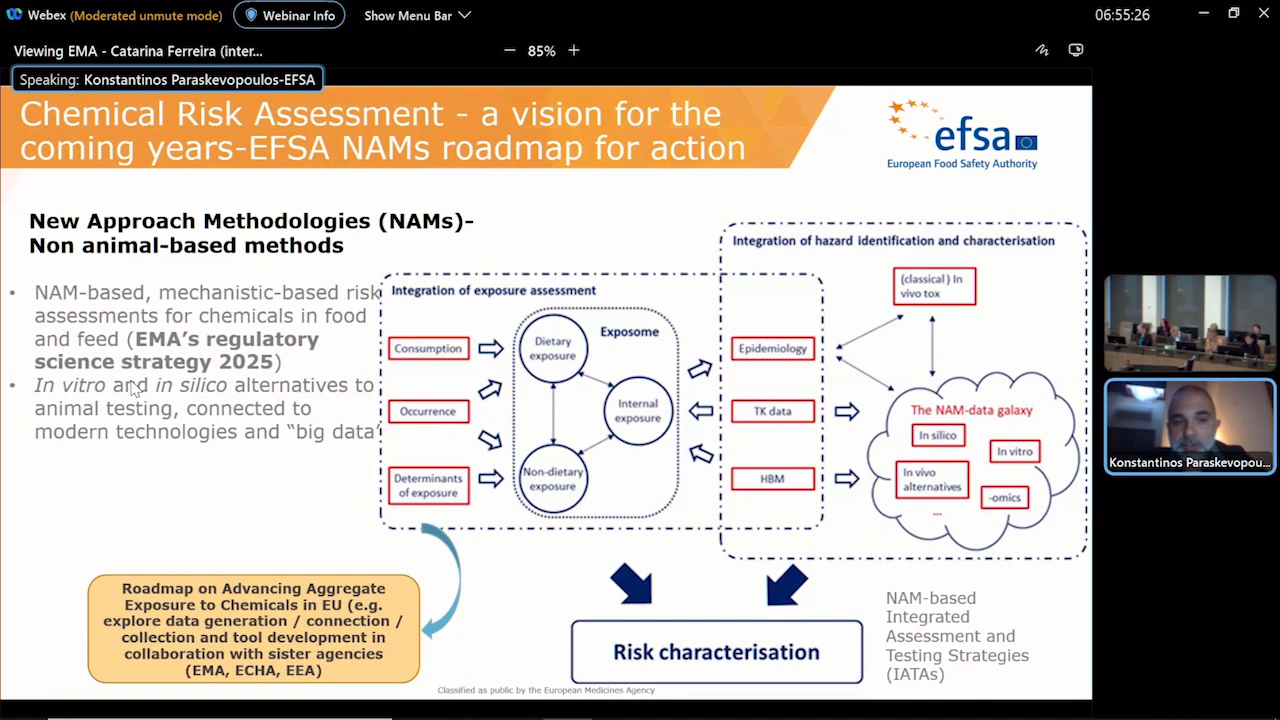 Webex (Moderated unmute mode)
Webinar Info
Show Menu Bar
06:55:26
Viewing EMA - Catarina Ferreira (inter...
85%
Speaking: Konstantinos Paraskevopoulos-EFSA
Chemical Risk Assessment - a vision for the
coming years-EFSA NAMs roadmap for action
efsa
European Food Safety Authority
New Approach Methodologies (NAMs)-
Non animal-based methods
• NAM-based, mechanistic-based risk
assessments for chemicals in food
and feed (EMA's regulatory
science strategy 2025)
• In vitro and in silico alternatives to
animal testing, connected to
modern technologies and “big data”
Integration of exposure assessment
Consumption
Occurrence
Determinants
of exposure
Exposome
Dietary
exposure
Internal
exposure
Non-dietary
exposure
Integration of hazard identification and characterisation
Epidemiology
TK data
HBM
(classical) In
vivo tox
The NAM-data galaxy
In silico
In vitro
In vivo
alternatives
-omics
...
Roadmap on Advancing Aggregate
Exposure to Chemicals in EU (e.g.
explore data generation / connection /
collection and tool development in
collaboration with sister agencies
(EMA, ECHA, EEA)
Risk characterisation
NAM-based
Integrated
Assessment and
Testing Strategies
(IATAs)
Classified as public by the European Medicines Agency
Konstantinos Paraskevopou...